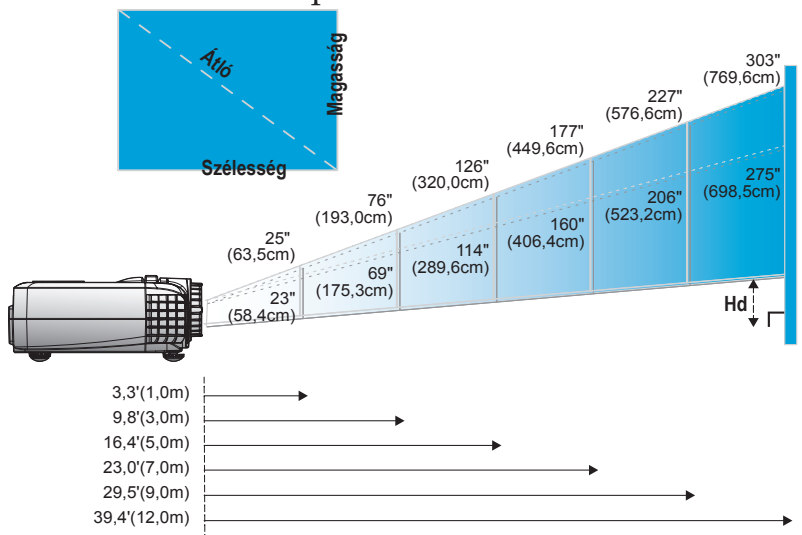 Átló
Magasság
Szélesség
303"
(769,6cm)
227"
(576,6cm)
177"
(449,6cm)
126"
(320,0cm)
76"
(193,0cm)
25"
(63,5cm)
275"
(698,5cm)
206"
(523,2cm)
160"
(406,4cm)
114"
(289,6cm)
69"
(175,3cm)
23"
(58,4cm)
Hd
3,3'(1,0m)
9,8'(3,0m)
16,4'(5,0m)
23,0'(7,0m)
29,5'(9,0m)
39,4'(12,0m)